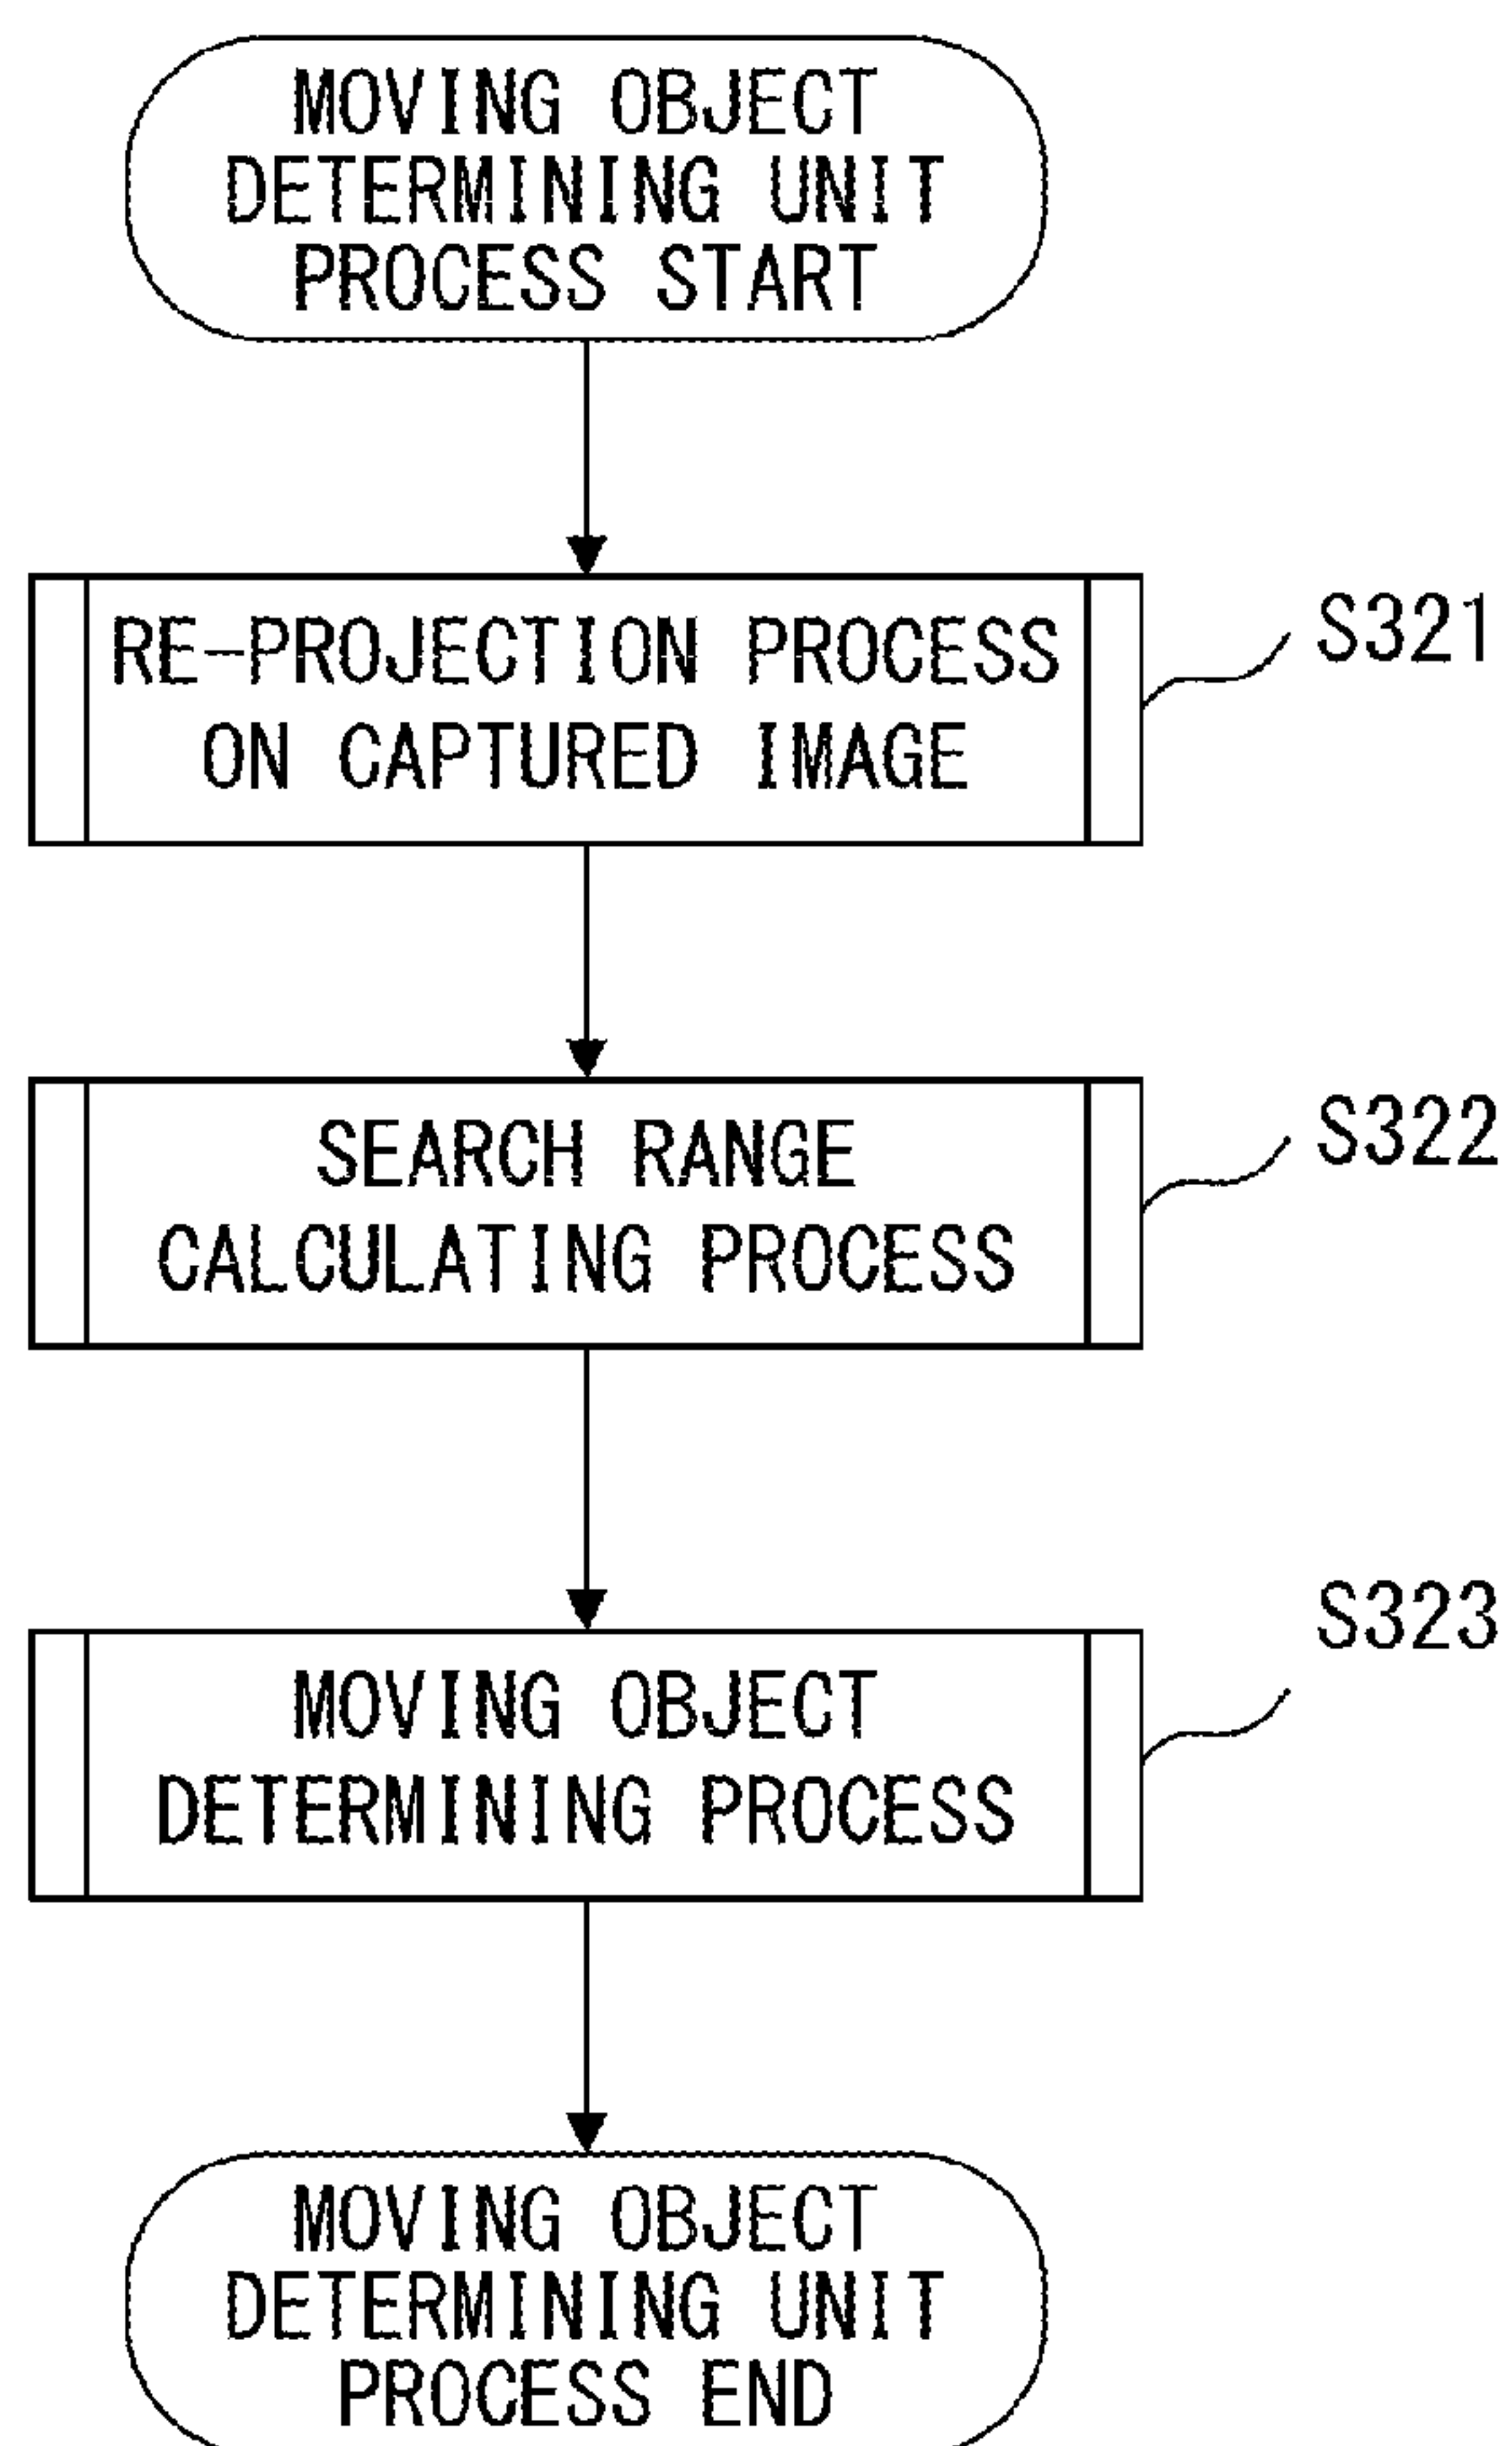 MOVING OBJECT
DETERMINING UNIT
PROCESS START
RE-PROJECTION PROCESS
ON CAPTURED IMAGE
S321
SEARCH RANGE
CALCULATING PROCESS
S322
MOVING OBJECT
DETERMINING PROCESS
S323
MOVING OBJECT
DETERMINING UNIT
PROCESS END